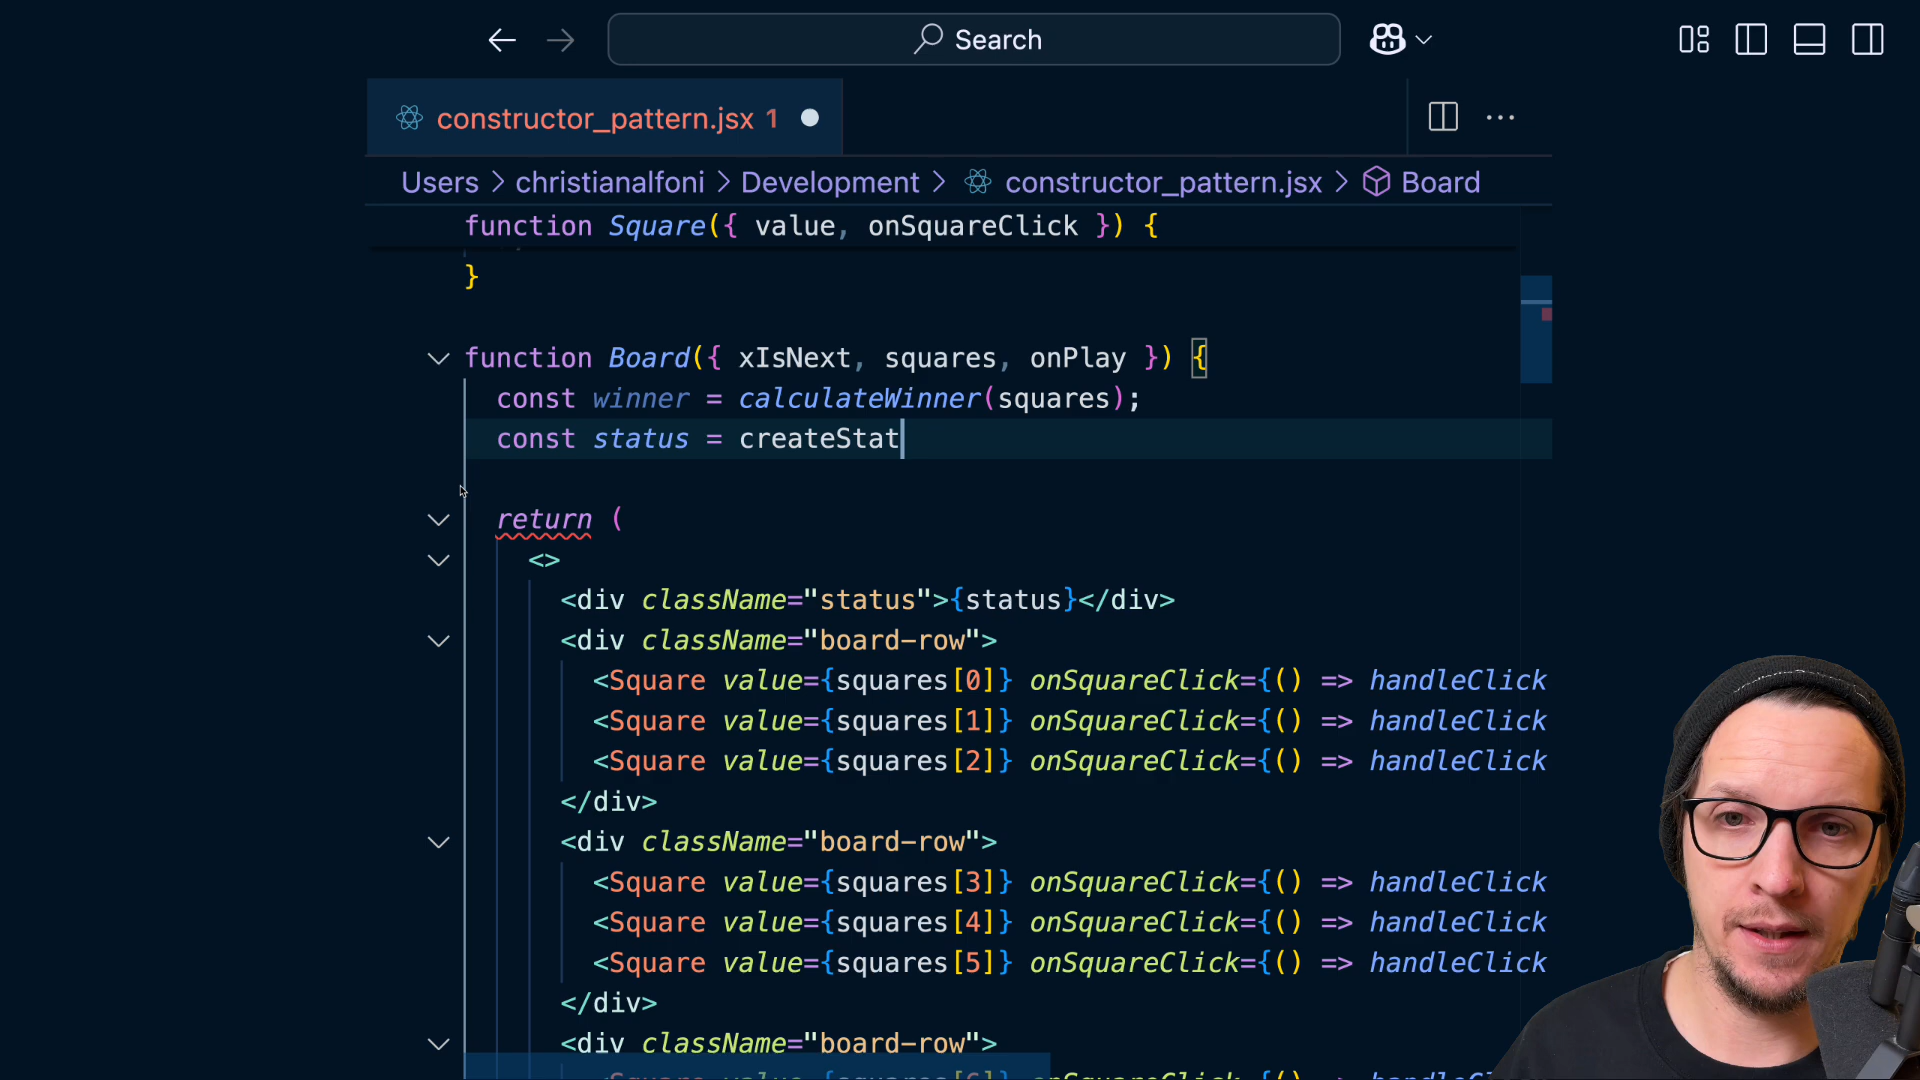 Search
constructor_pattern.jsx 1
Users > christianalfoni > Development > constructor_pattern.jsx > Board
function Square({ value, onSquareClick }) {
}
function Board({ xIsNext, squares, onPlay }) {
const winner = calculateWinner(squares);
const status = createStat
return (
<>
<div className="status">{status}</div>
<div className="board-row">
<Square value={squares[0]} onSquareClick={() => handleClick
<Square value={squares[1]} onSquareClick={() => handleClick
<Square value={squares[2]} onSquareClick={() => handleClick
</div>
<div className="board-row">
<Square value={squares[3]} onSquareClick={() => handleClick
<Square value={squares[4]} onSquareClick={() => handleClick
<Square value={squares[5]} onSquareClick={() => handleClick
</div>
<div className="board-row">